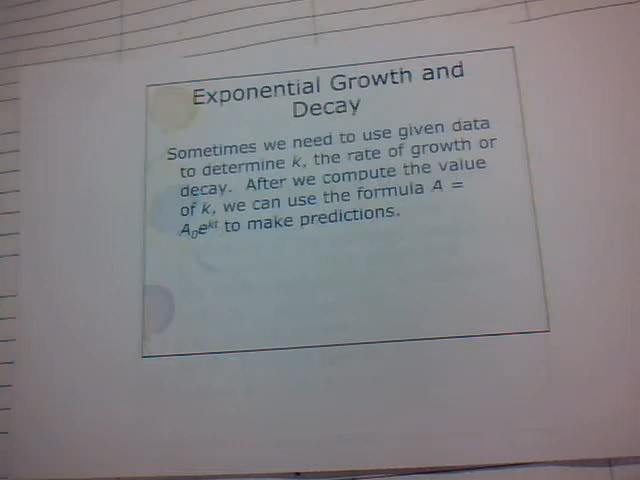 Exponential Growth and
Decay
Sometimes we need to use given data
to determine k, the rate of growth or
decay. After we compute the value
of k, we can use the formula A =
A₀eᵏᵗ to make predictions.